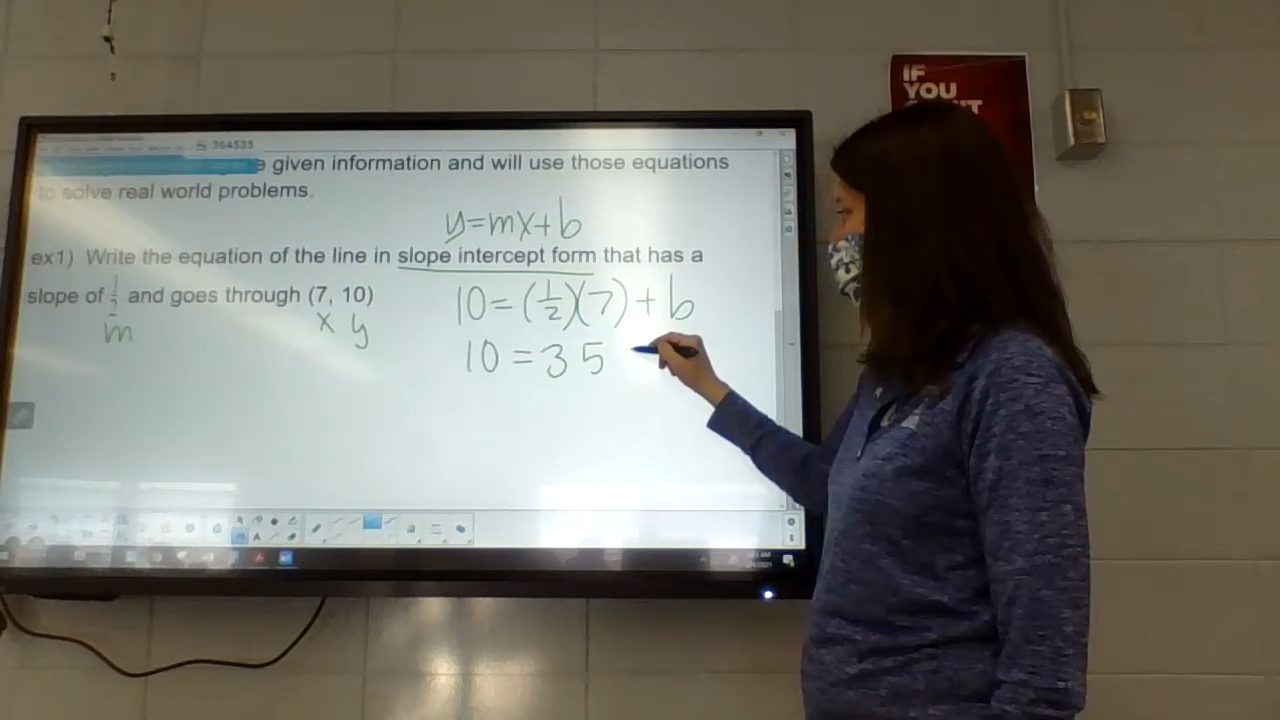 IF
YOU
364535
given information and will use those equations
to solve real world problems.
y=mx+b
ex1) Write the equation of the line in slope intercept form that has a
slope of 1/2 and goes through (7, 10)
10=(1/2)(7)+b
m
x y
10=3 5